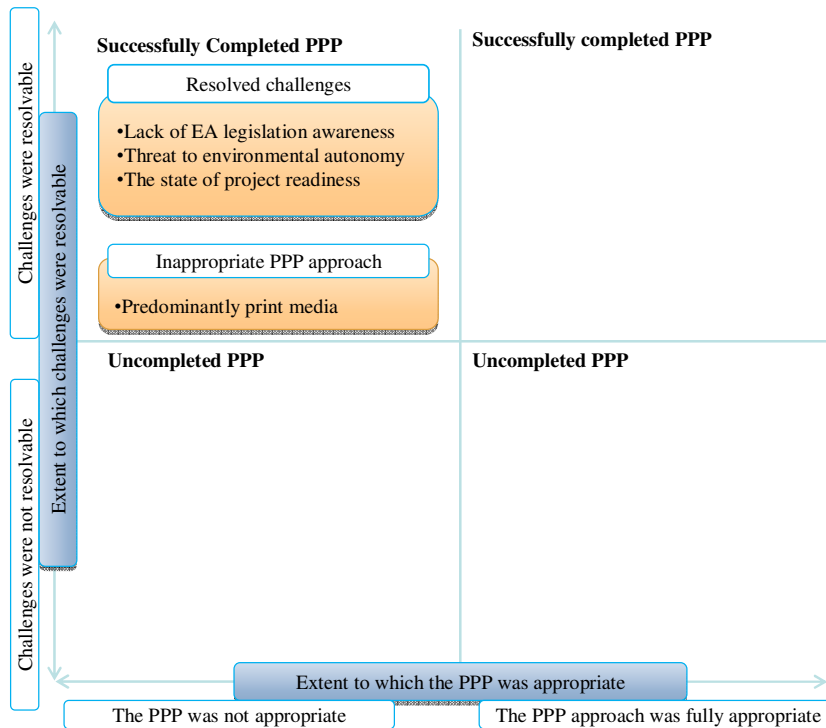 Challenges were resolvable
Challenges were not resolvable
Extent to which challenges were resolvable
Successfully Completed PPP
Resolved challenges
•Lack of EA legislation awareness
•Threat to environmental autonomy
•The state of project readiness
Inappropriate PPP approach
•Predominantly print media
Successfully completed PPP
Uncompleted PPP
Uncompleted PPP
Extent to which the PPP was appropriate
The PPP was not appropriate
The PPP approach was fully appropriate